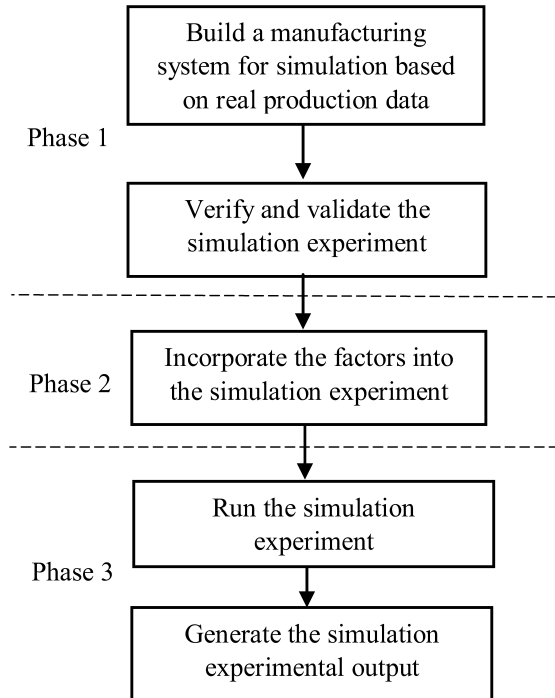 Build a manufacturing
system for simulation based
on real production data
Phase 1
Verify and validate the
simulation experiment
Incorporate the factors into
the simulation experiment
Phase 2
Run the simulation
experiment
Phase 3
Generate the simulation
experimental output